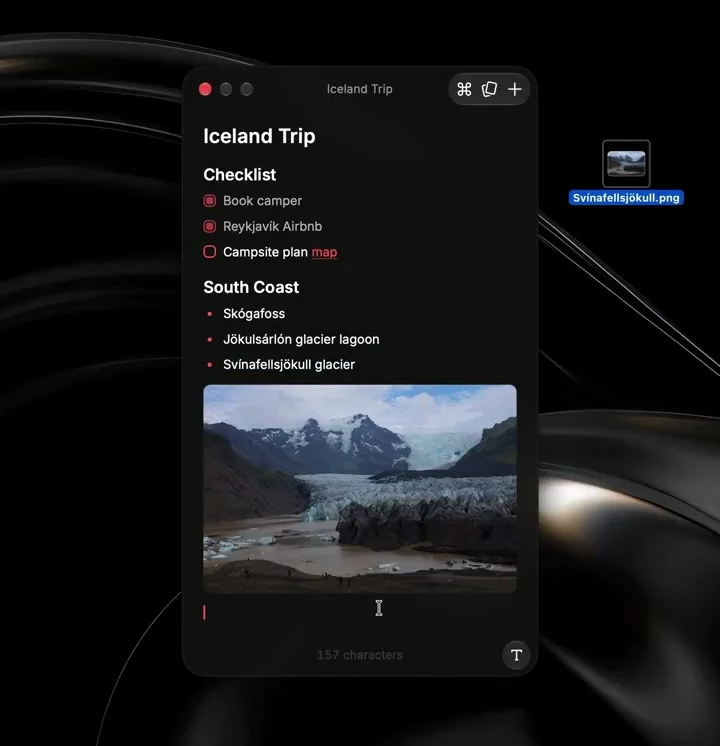 Iceland Trip
Iceland Trip
Checklist
Book camper
Reykjavík Airbnb
Campsite plan map
South Coast
Skógafoss
Jökulsárlón glacier lagoon
Svínafellsjökull glacier
157 characters
T
Svínafellsjökull.png